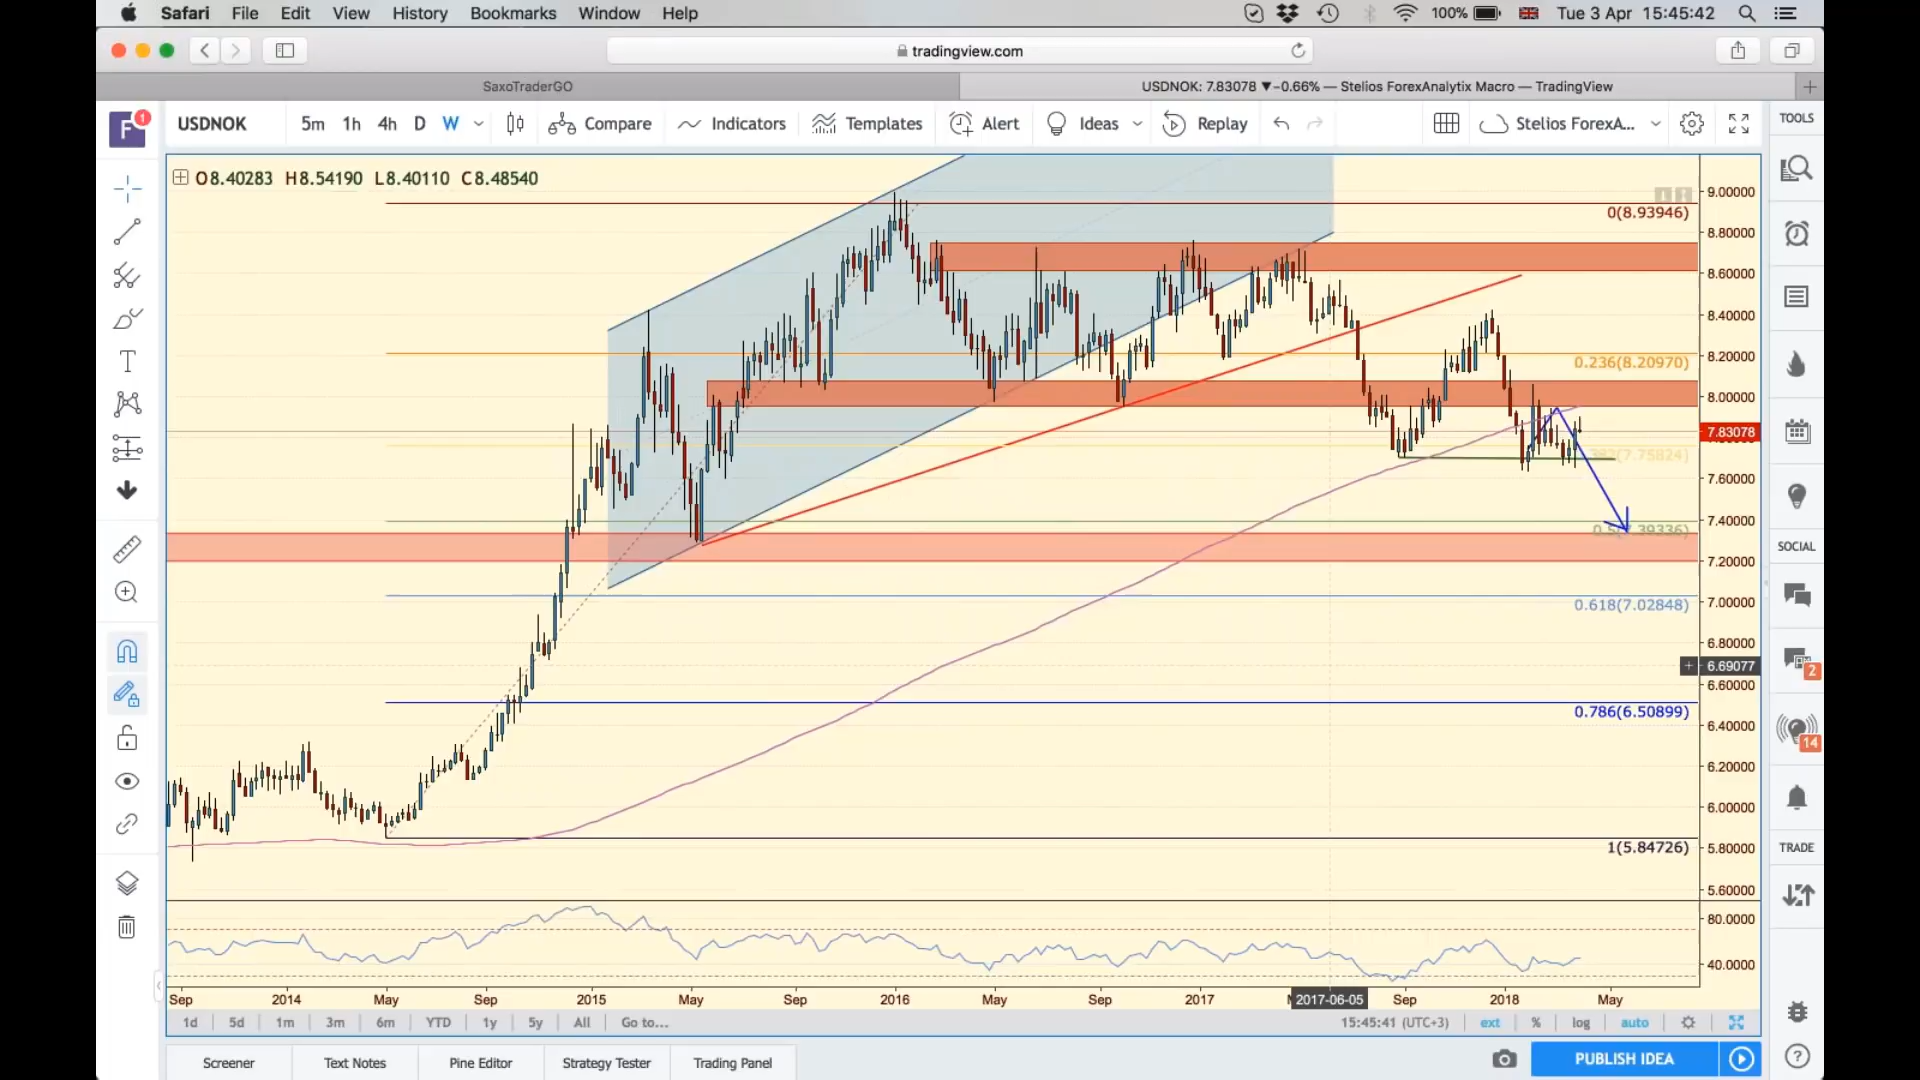 Safari File Edit View History Bookmarks Window Help 100% Tue 3 Apr 15:45:42
tradingview.com
SaxoTraderGO
USDNOK: 7.83078 ▼-0.66% — Stelios ForexAnalytix Macro — TradingView
F 1
USDNOK 5m 1h 4h D W Compare Indicators Templates Alert Ideas Replay Stelios ForexA...
TOOLS
O8.40283 H8.54190 L8.40110 C8.48540
9.00000
0(8.93946)
8.80000
8.60000
8.40000
8.20000
0.236(8.20970)
8.00000
7.83078
7.60000
7.40000
0.5(7.39336)
7.20000
7.00000
0.618(7.02848)
6.80000
6.69077
6.60000
0.786(6.50899)
6.40000
6.20000
6.00000
1(5.84726)
5.80000
5.60000
80.0000
40.0000
SOCIAL
2
14
TRADE
Sep 2014 May Sep 2015 May Sep 2016 May Sep 2017 2017-06-05 Sep 2018 May
1d 5d 1m 3m 6m YTD 1y 5y All Go to... 15:45:41 (UTC+3) ext % log auto
Screener Text Notes Pine Editor Strategy Tester Trading Panel PUBLISH IDEA